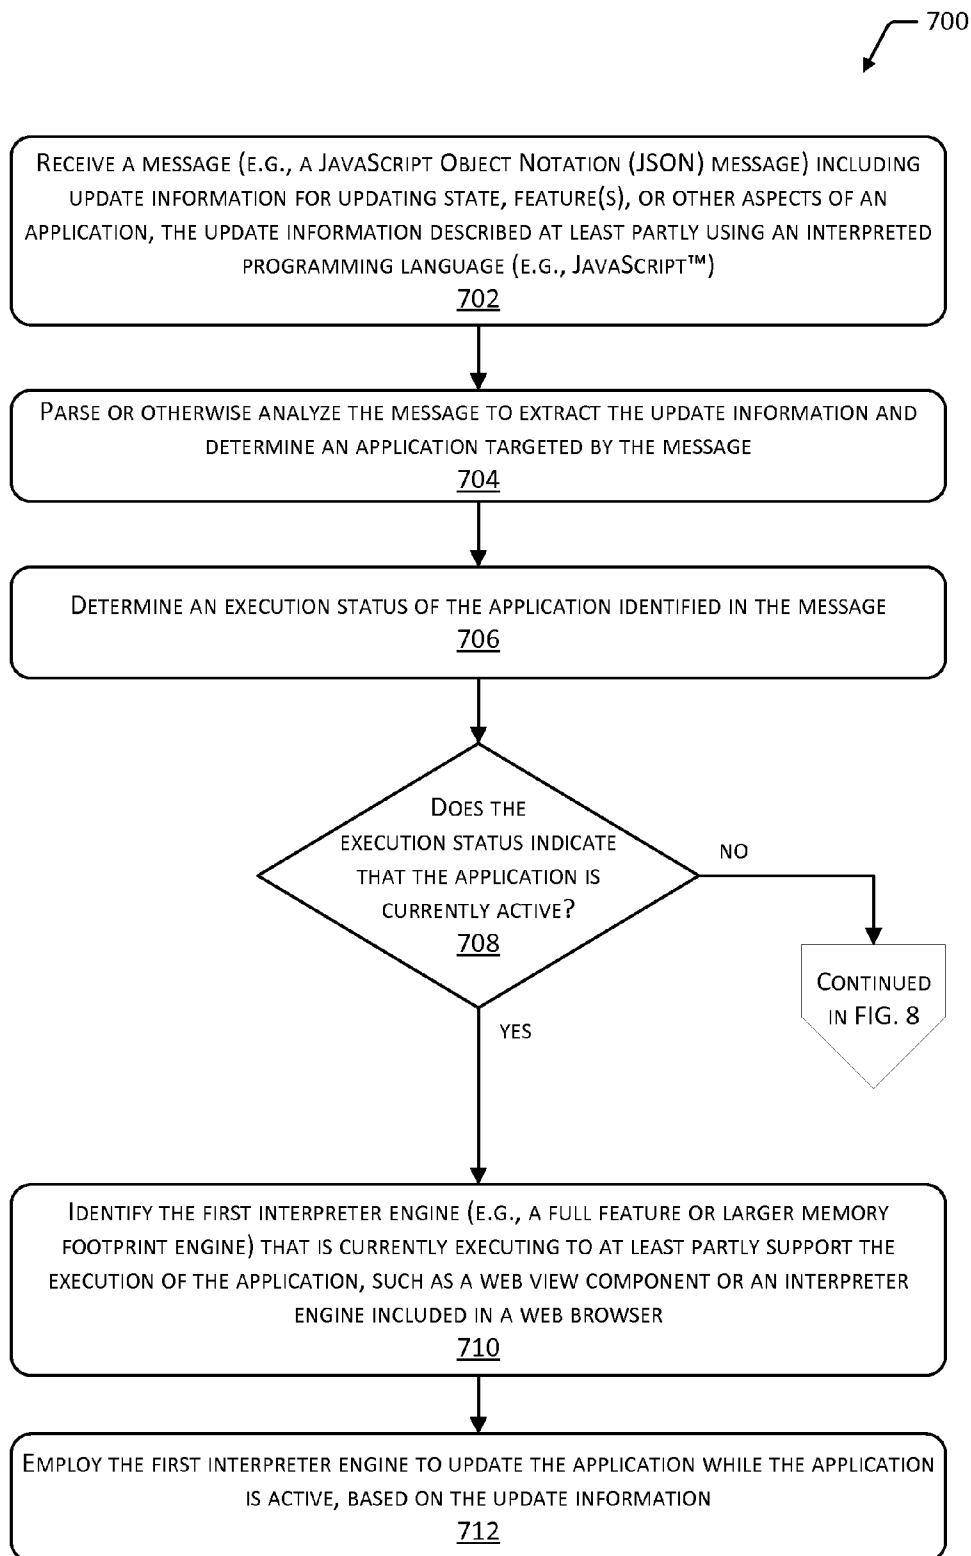 700
RECEIVE A MESSAGE (E.G., A JAVASCRIPT OBJECT NOTATION (JSON) MESSAGE) INCLUDING
UPDATE INFORMATION FOR UPDATING STATE, FEATURE(S), OR OTHER ASPECTS OF AN
APPLICATION, THE UPDATE INFORMATION DESCRIBED AT LEAST PARTLY USING AN INTERPRETED
PROGRAMMING LANGUAGE (E.G., JAVASCRIPT™)
702
PARSE OR OTHERWISE ANALYZE THE MESSAGE TO EXTRACT THE UPDATE INFORMATION AND
DETERMINE AN APPLICATION TARGETED BY THE MESSAGE
704
DETERMINE AN EXECUTION STATUS OF THE APPLICATION IDENTIFIED IN THE MESSAGE
706
DOES THE
EXECUTION STATUS INDICATE
THAT THE APPLICATION IS
CURRENTLY ACTIVE?
708
NO
CONTINUED
IN FIG. 8
YES
IDENTIFY THE FIRST INTERPRETER ENGINE (E.G., A FULL FEATURE OR LARGER MEMORY
FOOTPRINT ENGINE) THAT IS CURRENTLY EXECUTING TO AT LEAST PARTLY SUPPORT THE
EXECUTION OF THE APPLICATION, SUCH AS A WEB VIEW COMPONENT OR AN INTERPRETER
ENGINE INCLUDED IN A WEB BROWSER
710
EMPLOY THE FIRST INTERPRETER ENGINE TO UPDATE THE APPLICATION WHILE THE APPLICATION
IS ACTIVE, BASED ON THE UPDATE INFORMATION
712